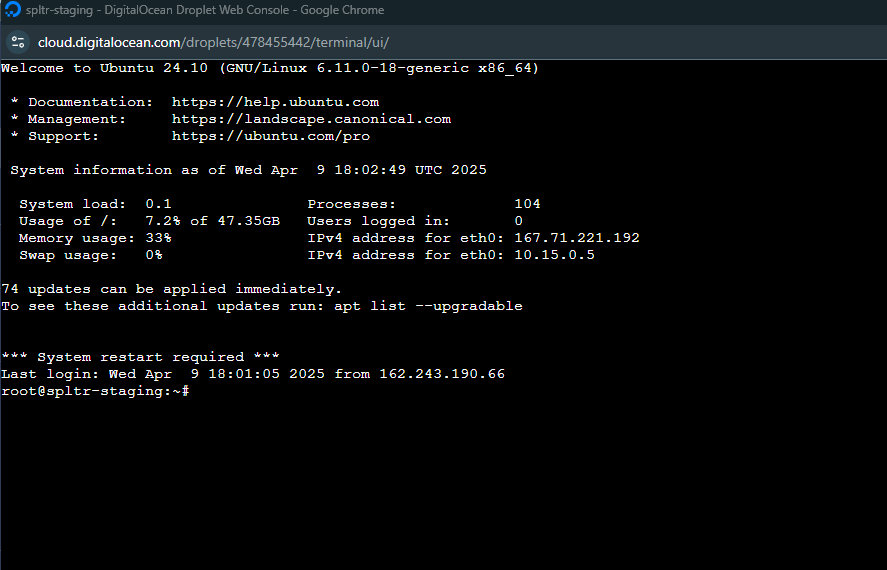 spltr-staging - DigitalOcean Droplet Web Console - Google Chrome
cloud.digitalocean.com/droplets/478455442/terminal/ui/
Welcome to Ubuntu 24.10 (GNU/Linux 6.11.0-18-generic x86_64)
* Documentation:  https://help.ubuntu.com
* Management:     https://landscape.canonical.com
* Support:        https://ubuntu.com/pro
System information as of Wed Apr  9 18:02:49 UTC 2025
System load:  0.1               Processes:             104
Usage of /:   7.2% of 47.35GB   Users logged in:       0
Memory usage: 33%               IPv4 address for eth0: 167.71.221.192
Swap usage:   0%                IPv4 address for eth0: 10.15.0.5
74 updates can be applied immediately.
To see these additional updates run: apt list --upgradable
*** System restart required ***
Last login: Wed Apr  9 18:01:05 2025 from 162.243.190.66
root@spltr-staging:~#